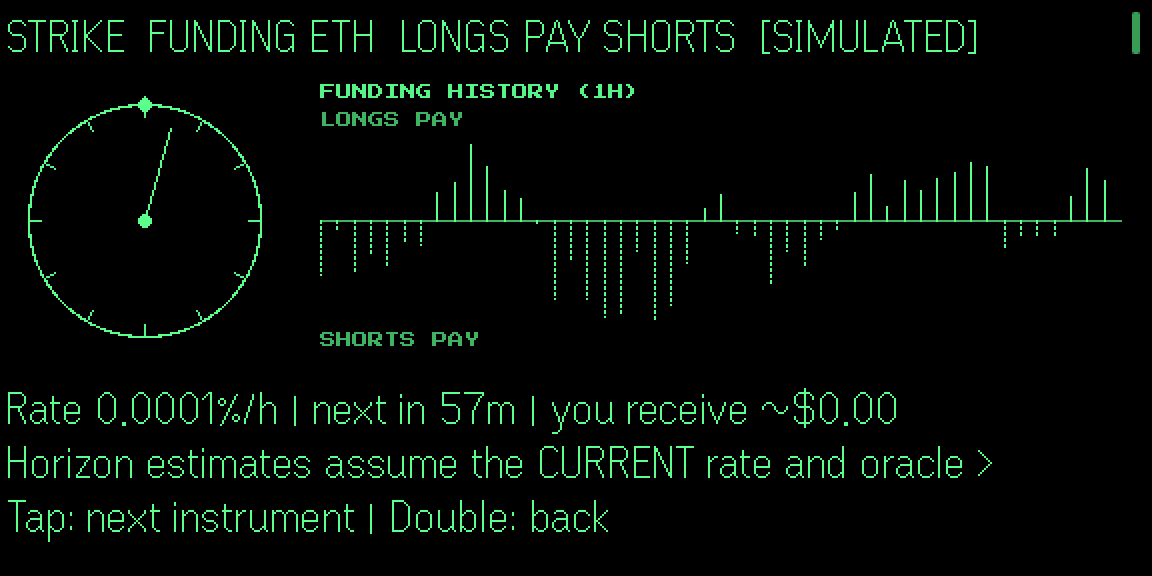 STRIKE FUNDING ETH LONGS PAY SHORTS [SIMULATED]
FUNDING HISTORY (1H)
LONGS PAY
SHORTS PAY
Rate 0.0001%/h | next in 57m | you receive ~$0.00
Horizon estimates assume the CURRENT rate and oracle >
Tap: next instrument | Double: back